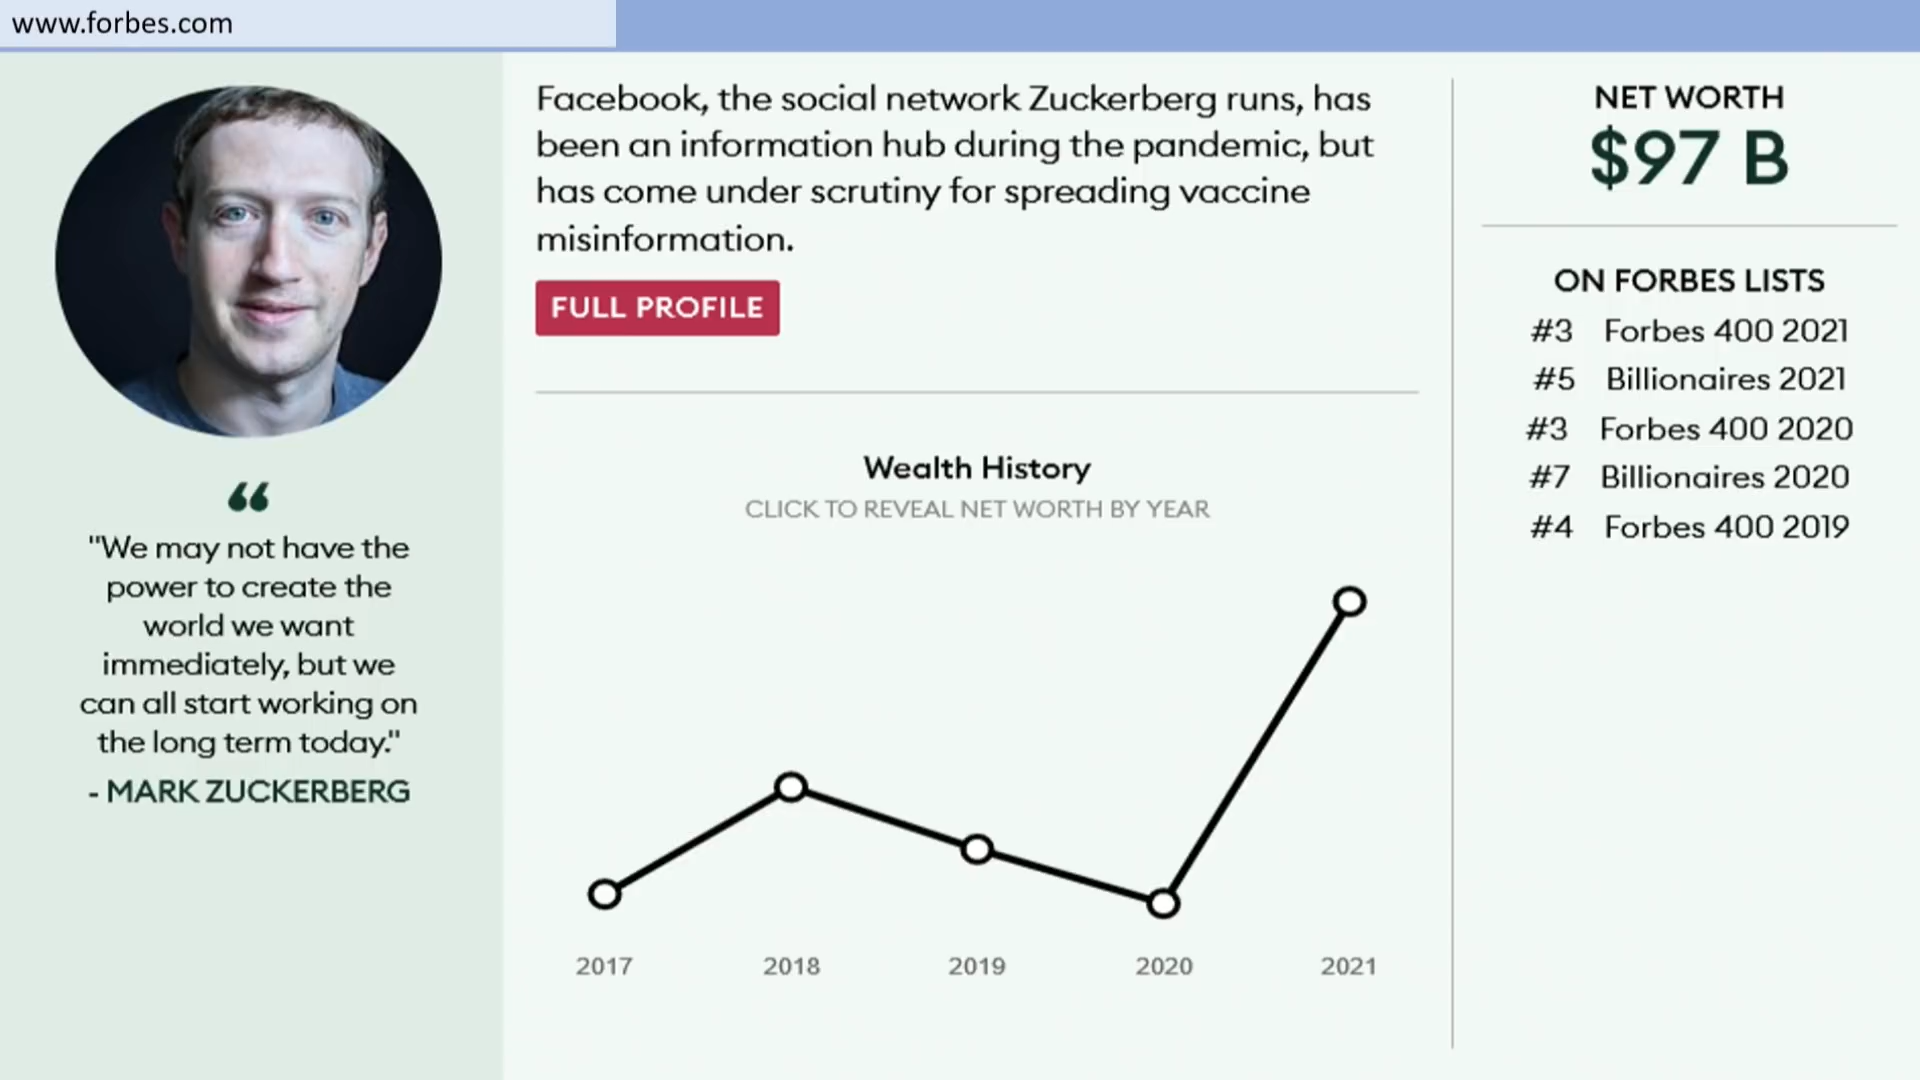 www.forbes.com
Facebook, the social network Zuckerberg runs, has
been an information hub during the pandemic, but
has come under scrutiny for spreading vaccine
misinformation.
FULL PROFILE
"We may not have the
power to create the
world we want
immediately, but we
can all start working on
the long term today."
- MARK ZUCKERBERG
Wealth History
CLICK TO REVEAL NET WORTH BY YEAR
2017 2018 2019 2020 2021
NET WORTH
$97 B
ON FORBES LISTS
#3 Forbes 400 2021
#5 Billionaires 2021
#3 Forbes 400 2020
#7 Billionaires 2020
#4 Forbes 400 2019